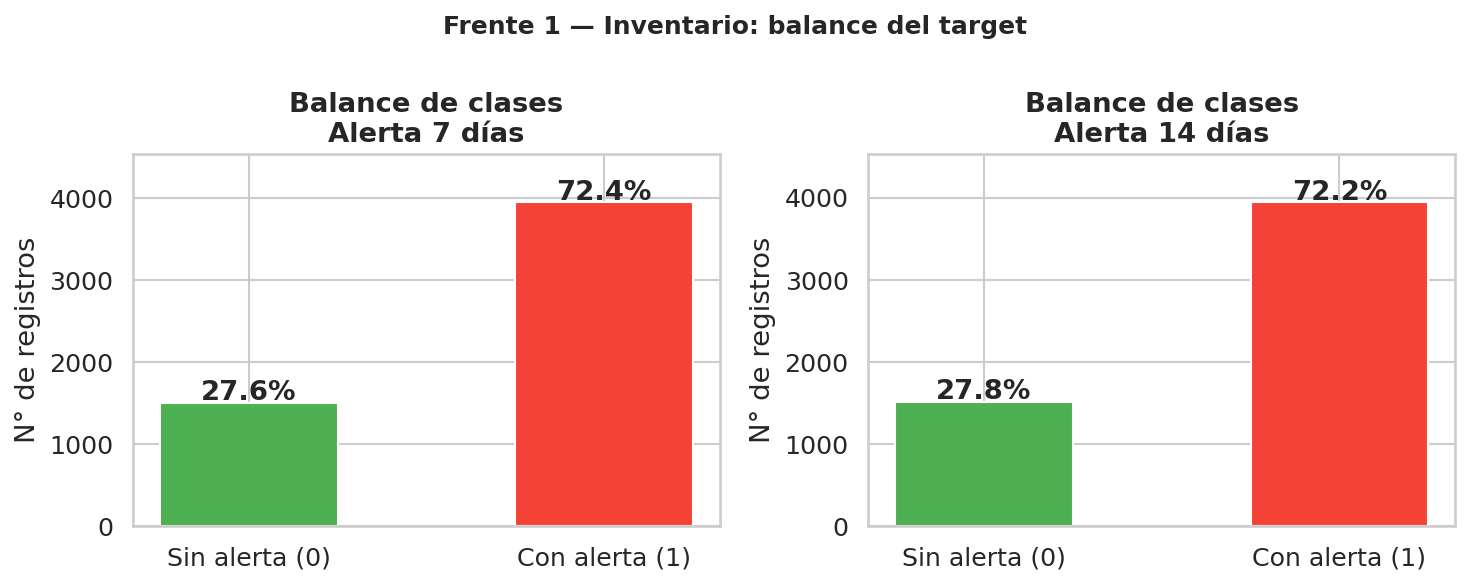 Frente 1 — Inventario: balance del target
Balance de clases
Alerta 7 días
N° de registros
4000
3000
2000
1000
0
27.6%
72.4%
Sin alerta (0)
Con alerta (1)
Balance de clases
Alerta 14 días
N° de registros
4000
3000
2000
1000
0
27.8%
72.2%
Sin alerta (0)
Con alerta (1)